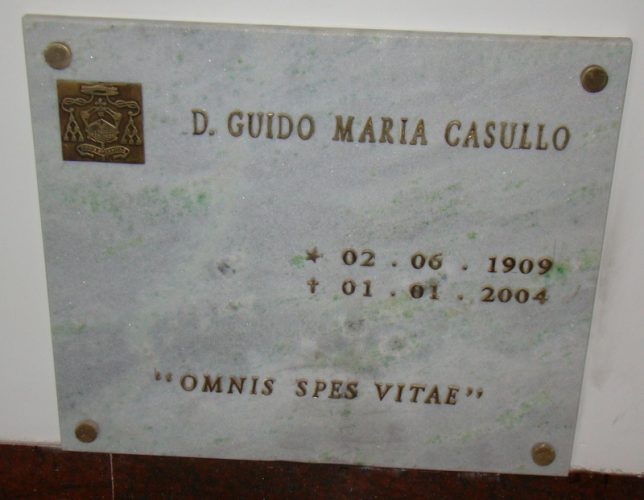 D. GUIDO MARIA CASULLO
* 02 . 06 . 1909
† 01 . 01 . 2004
"OMNIS SPES VITAE"